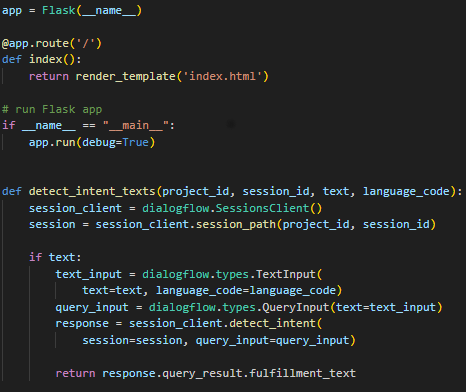 app = Flask(__name__)
@app.route('/')
def index():
    return render_template('index.html')
# run Flask app
if __name__ == "__main__":
    app.run(debug=True)
def detect_intent_texts(project_id, session_id, text, language_code):
    session_client = dialogflow.SessionsClient()
    session = session_client.session_path(project_id, session_id)
    if text:
        text_input = dialogflow.types.TextInput(
            text=text, language_code=language_code)
        query_input = dialogflow.types.QueryInput(text=text_input)
        response = session_client.detect_intent(
            session=session, query_input=query_input)
        return response.query_result.fulfillment_text